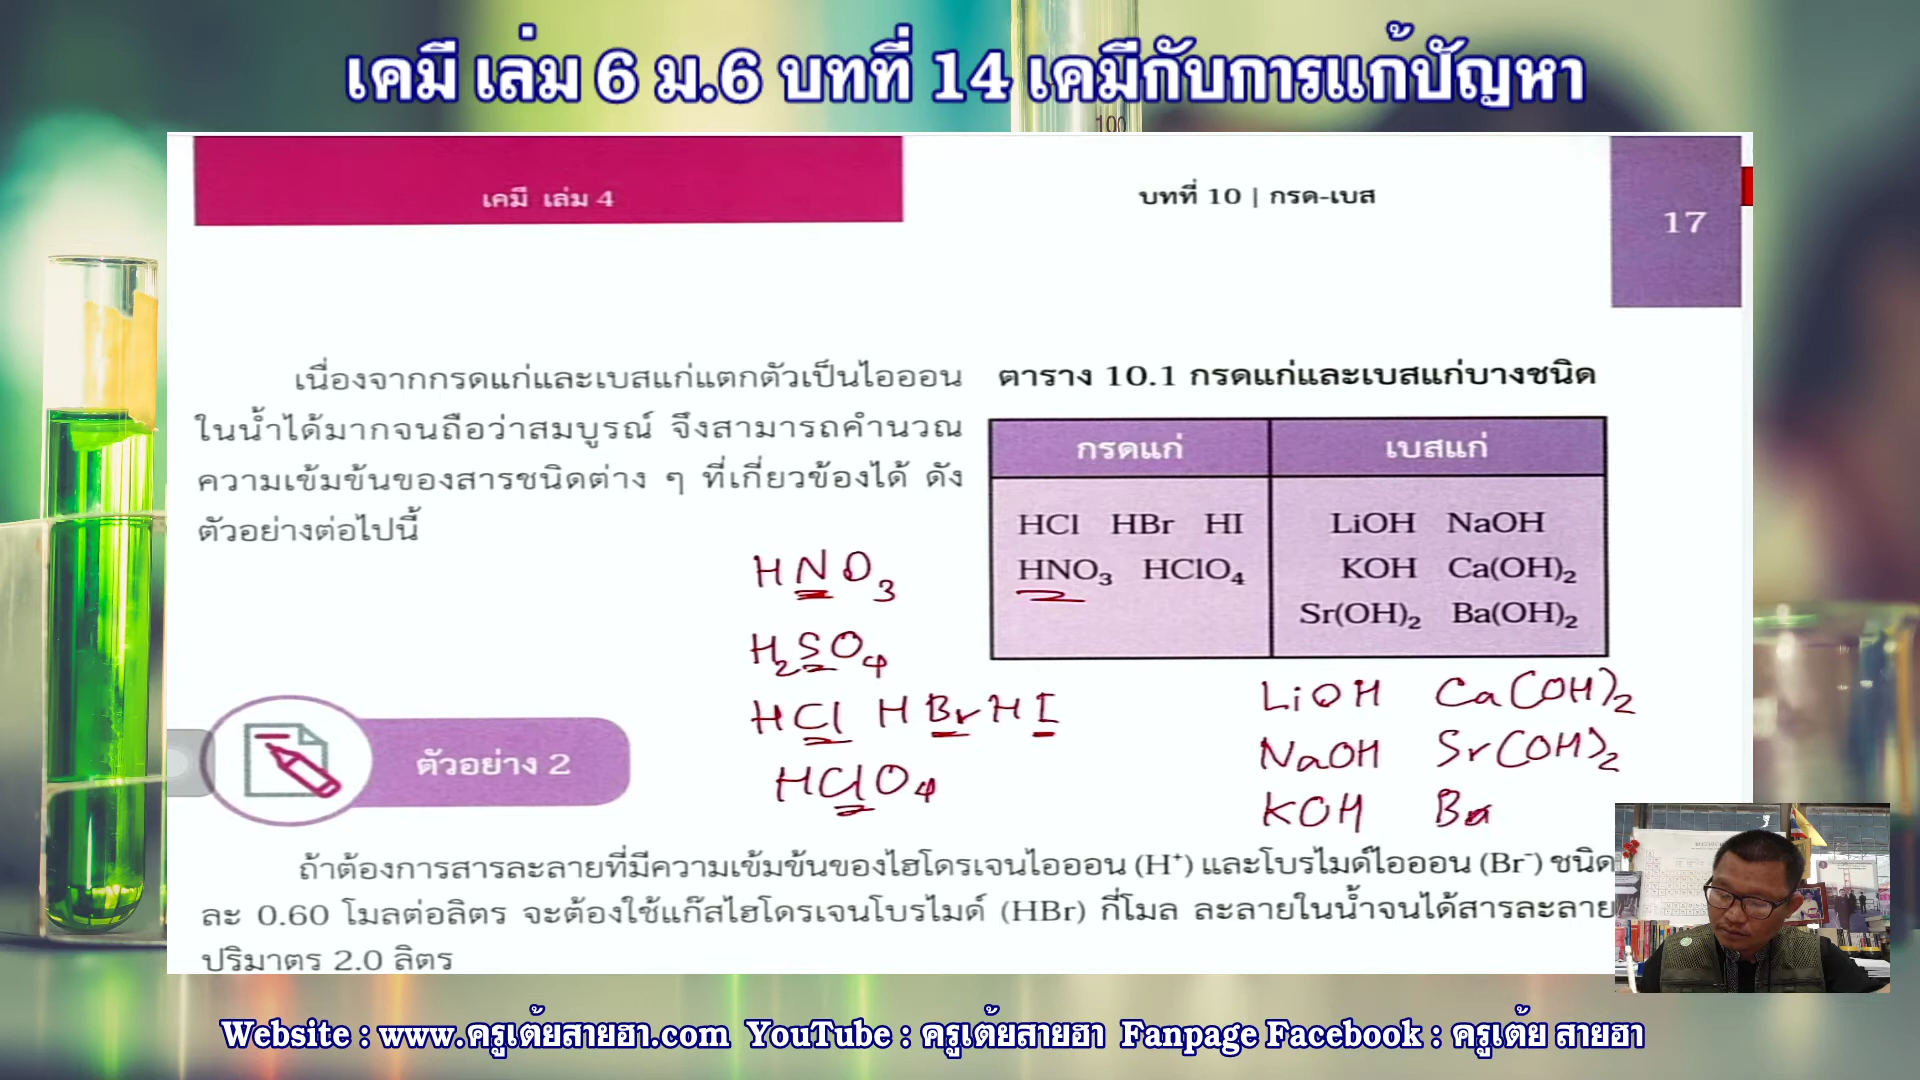 เคมี เล่ม 6 ม.6 บทที่ 14 เคมีกับการแก้ปัญหา
100
เคมี เล่ม 4
บทที่ 10 | กรด-เบส
17
เนื่องจากกรดแก่และเบสแก่แตกตัวเป็นไอออน
ในน้ำได้มากจนถือว่าสมบูรณ์ จึงสามารถคำนวณ
ความเข้มข้นของสารชนิดต่าง ๆ ที่เกี่ยวข้องได้ ดัง
ตัวอย่างต่อไปนี้
ตาราง 10.1 กรดแก่และเบสแก่บางชนิด
กรดแก่ เบสแก่
HCl HBr HI LiOH NaOH
HNO₃ HClO₄ KOH Ca(OH)₂
Sr(OH)₂ Ba(OH)₂
HNO₃
H₂SO₄
HCl HBr HI
HClO₄
LiOH Ca(OH)₂
NaOH Sr(OH)₂
KOH Ba
ตัวอย่าง 2
ถ้าต้องการสารละลายที่มีความเข้มข้นของไฮโดรเจนไอออน (H⁺) และโบรไมด์ไอออน (Br⁻) ชนิด
ละ 0.60 โมลต่อลิตร จะต้องใช้แก๊สไฮโดรเจนโบรไมด์ (HBr) กี่โมล ละลายในน้ำจนได้สารละลาย
ปริมาตร 2.0 ลิตร
Website : www.ครูเต้ยสายฮา.com YouTube : ครูเต้ยสายฮา Fanpage Facebook : ครูเต้ย สายฮา